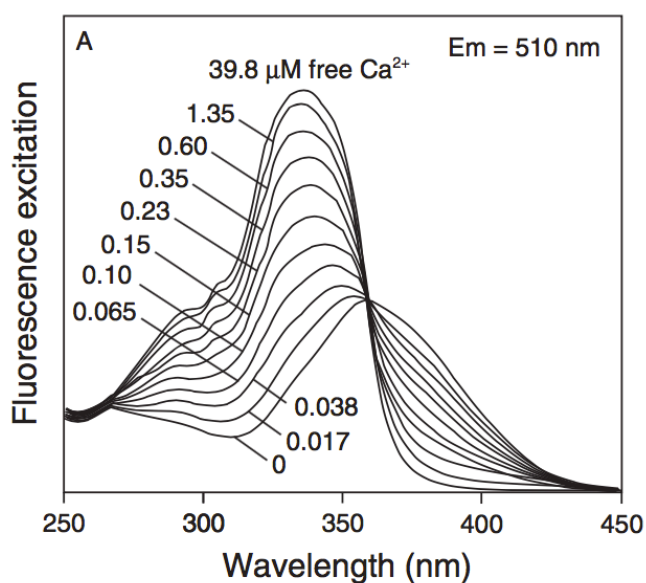 A
Em = 510 nm
39.8 μM free Ca²⁺
1.35
0.60
0.35
0.23
0.15
0.10
0.065
0.038
0.017
0
Fluorescence excitation
250 300 350 400 450
Wavelength (nm)